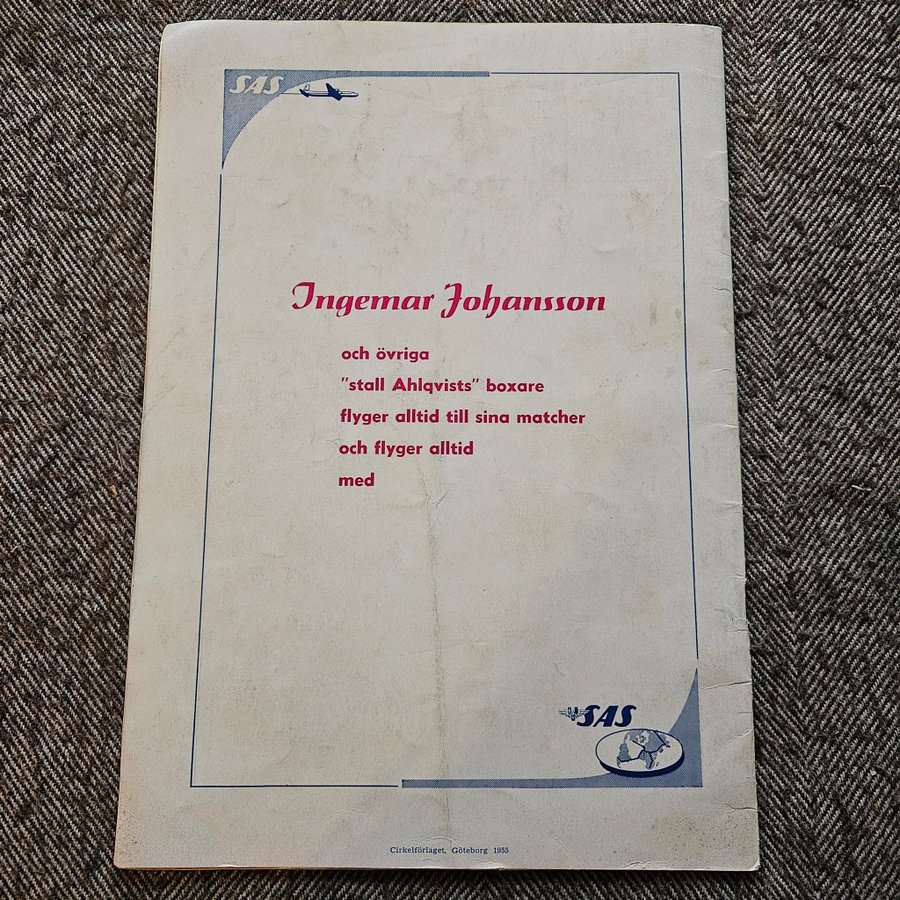 SAS
Ingemar Johansson
och övriga
"stall Ahlqvists" boxare
flyger alltid till sina matcher
och flyger alltid
med
SAS
Cirkelförlaget, Göteborg 1955